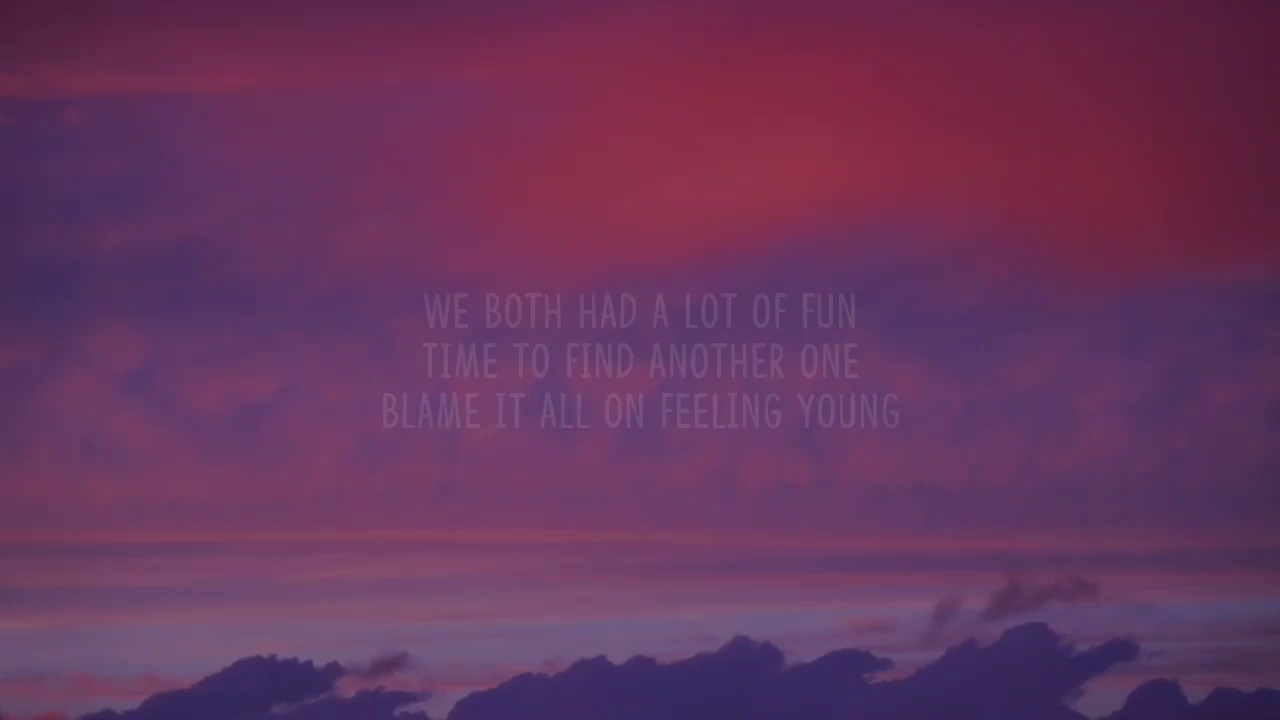 WE BOTH HAD A LOT OF FUN
TIME TO FIND ANOTHER ONE
BLAME IT ALL ON FEELING YOUNG